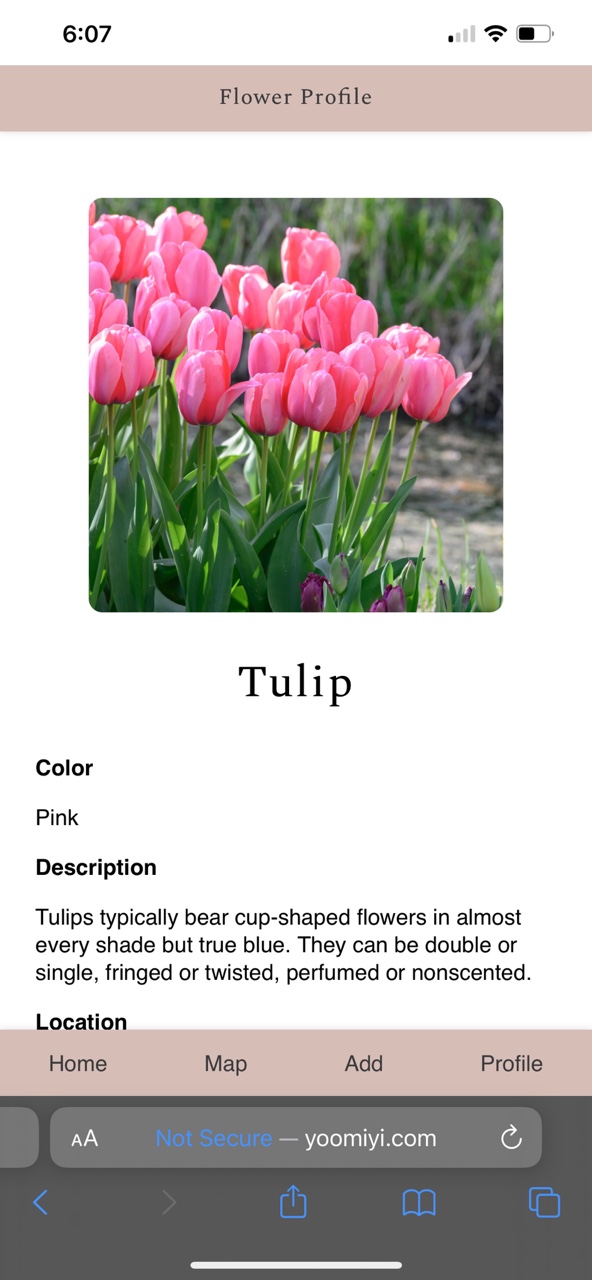 6:07
Flower Profile
Tulip
Color
Pink
Description
Tulips typically bear cup-shaped flowers in almost
every shade but true blue. They can be double or
single, fringed or twisted, perfumed or nonscented.
Location
Home Map Add Profile
AA Not Secure — yoomiyi.com